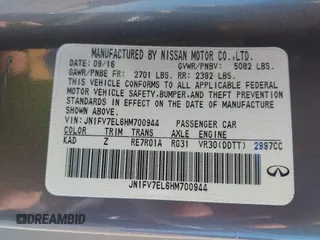 MANUFACTURED BY NISSAN MOTOR CO.,LTD.
DATE: 09/16 GVWR/PNBV: 5082 LBS.
GAWR/PNBE FR: 2701 LBS. RR: 2392 LBS.
THIS VEHICLE CONFORMS TO ALL APPLICABLE
FEDERAL MOTOR VEHICLE SAFETY,BUMPER,AND THEFT
PREVENTION STANDARDS IN EFFECT ON THE DATE OF
MANUFACTURE SHOWN ABOVE.
VIN: JN1FV7EL6HM700944 PASSENGER CAR
COLOR TRIM TRANS AXLE ENGINE
KAD Z RE7R01A RG31 VR30(DDTT) 2997CC
JN1FV7EL6HM700944
INFINITI
DREAMBID